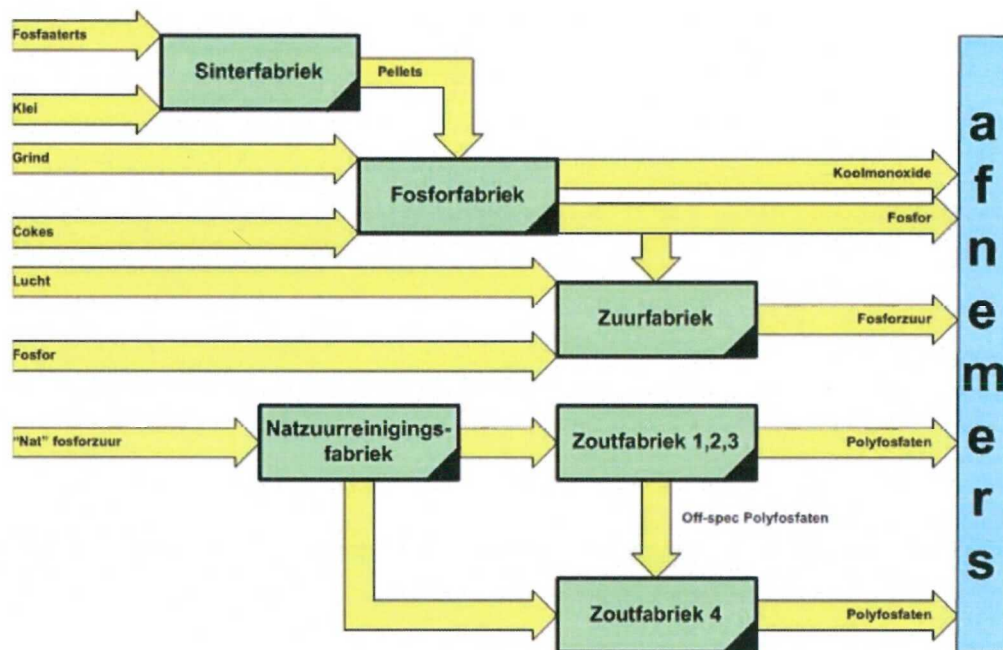 Fosfaaterts
Sinterfabriek
Pellets
Klei
Grind
Fosforfabriek
Koolmonoxide
Fosfor
Cokes
Lucht
Zuurfabriek
Fosforzuur
Fosfor
"Nat" fosforzuur
Natzuurreinigings-
fabriek
Zoutfabriek 1,2,3
Polyfosfaten
Off-spec Polyfosfaten
Zoutfabriek 4
Polyfosfaten
afnemers